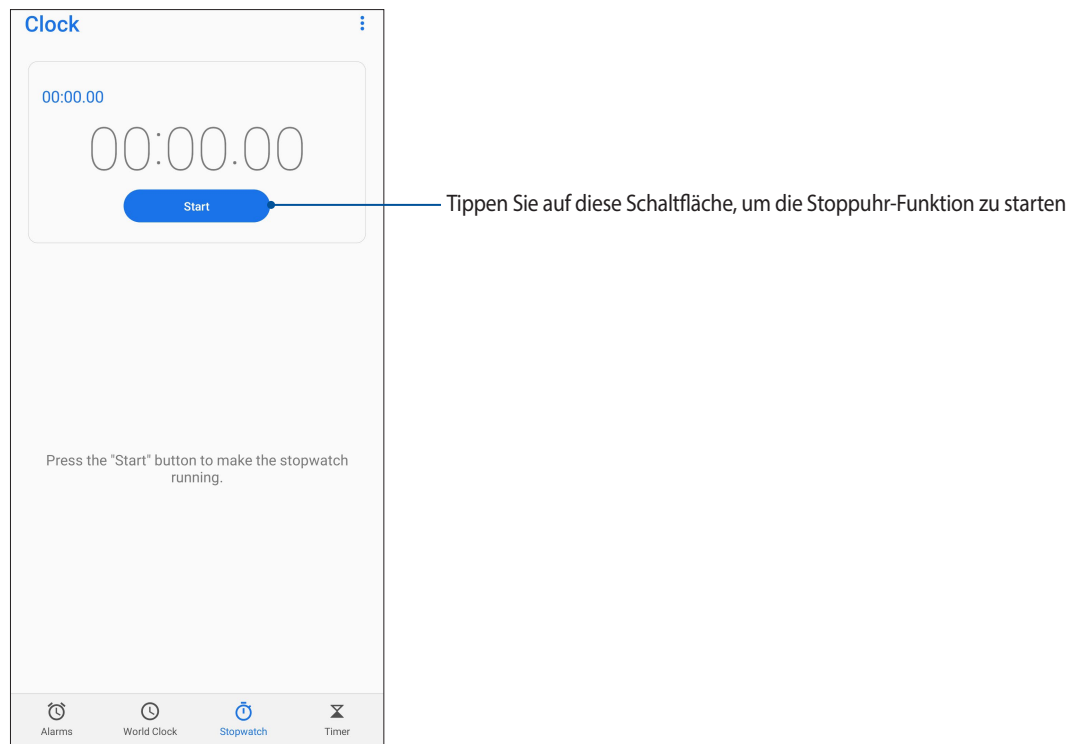 Clock
00:00.00
00:00.00
Start
Tippen Sie auf diese Schaltfläche, um die Stoppuhr-Funktion zu starten
Press the "Start" button to make the stopwatch
running.
Alarms World Clock Stopwatch Timer